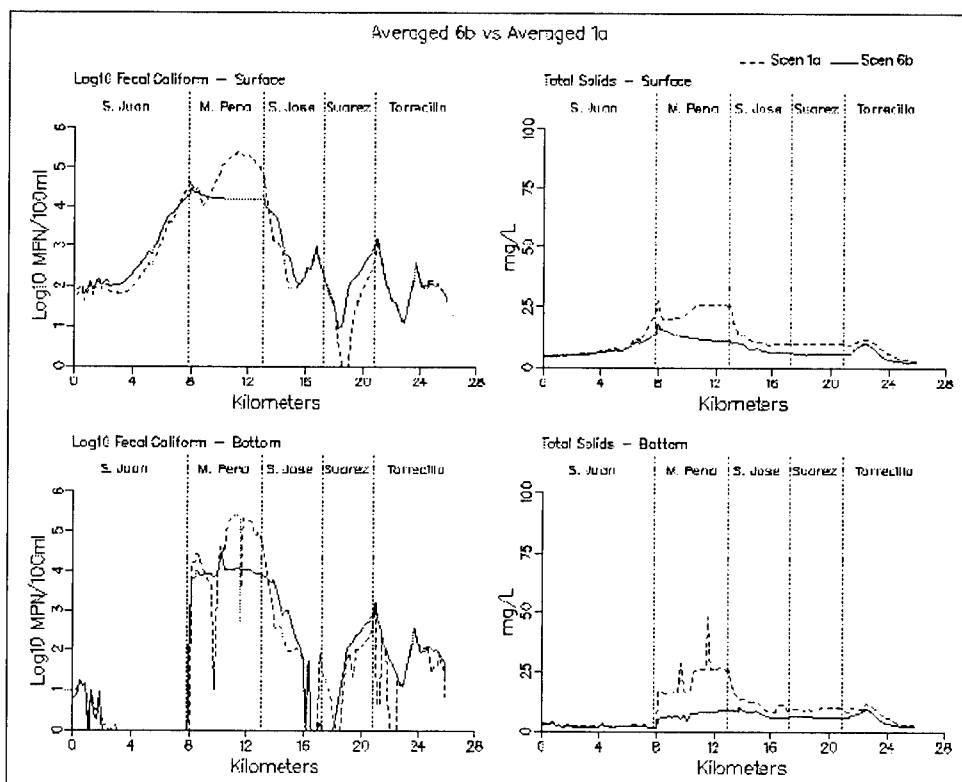 Averaged 6b vs Averaged 1a
Scen 1a
Scen 6b
Log10 Fecal Caliform – Surface
S. Juan
M. Pena
S. Jose
Suarez
Torrecilla
Log10 MPN/100ml
0
1
2
3
4
5
6
0
4
8
12
16
20
24
28
Kilometers
Total Solids – Surface
S. Juan
M. Pena
S. Jose
Suarez
Torrecilla
mg/L
0
25
50
75
100
0
4
8
12
16
20
24
28
Kilometers
Log10 Fecal Caliform – Bottom
S. Juan
M. Pena
S. Jose
Suarez
Torrecilla
Log10 MPN/100ml
0
1
2
3
4
5
6
0
4
8
12
16
20
24
28
Kilometers
Total Solids – Bottom
S. Juan
M. Pena
S. Jose
Suarez
Torrecilla
mg/L
0
25
50
75
100
0
4
8
12
16
20
24
28
Kilometers